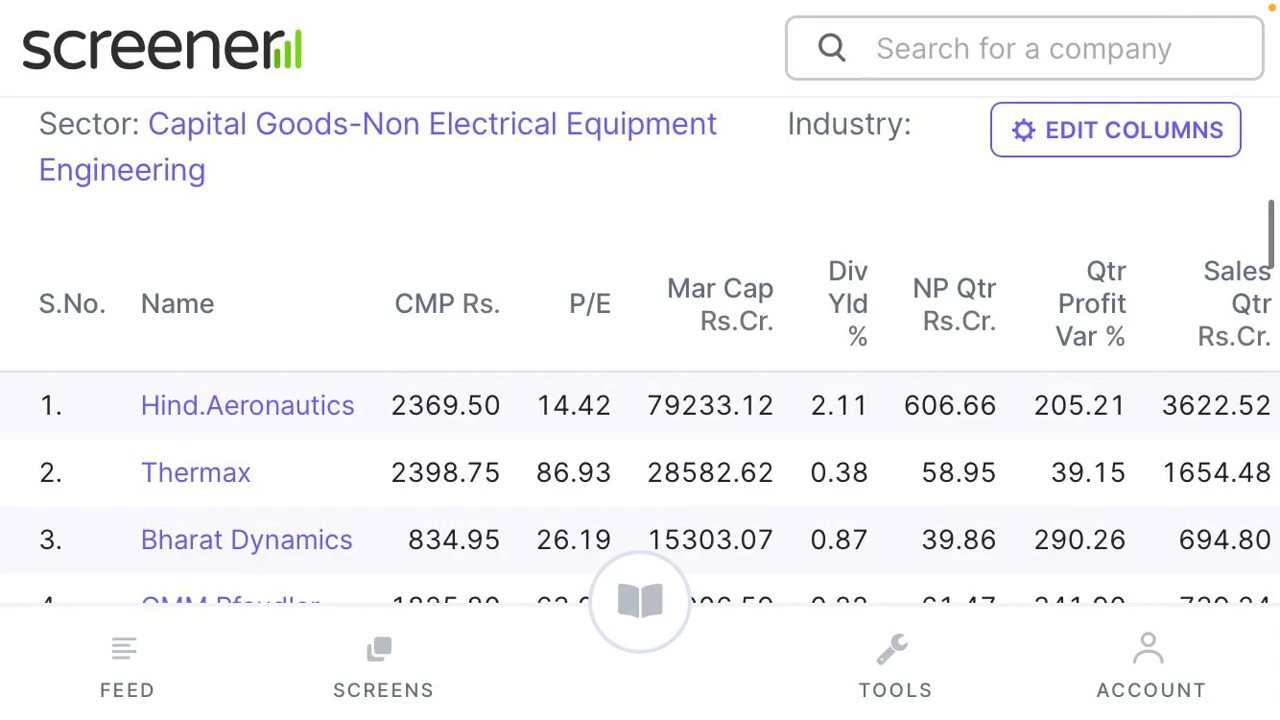 screener
Search for a company
Sector: Capital Goods-Non Electrical Equipment Industry:
Engineering
EDIT COLUMNS
S.No. Name CMP Rs. P/E Mar Cap Rs.Cr. Div Yld % NP Qtr Rs.Cr. Qtr Profit Var % Sales Qtr Rs.Cr.
1. Hind.Aeronautics 2369.50 14.42 79233.12 2.11 606.66 205.21 3622.52
2. Thermax 2398.75 86.93 28582.62 0.38 58.95 39.15 1654.48
3. Bharat Dynamics 834.95 26.19 15303.07 0.87 39.86 290.26 694.80
FEED SCREENS TOOLS ACCOUNT